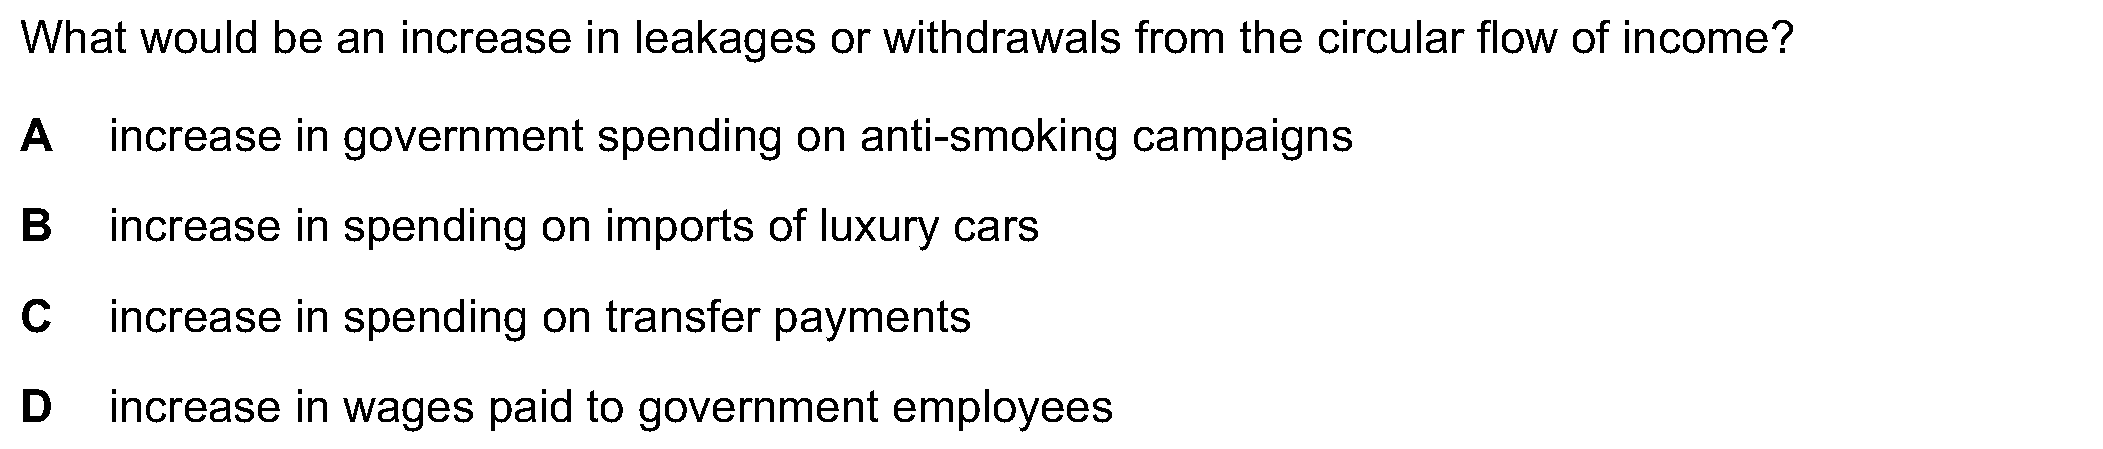 What would be an increase in leakages or withdrawals from the circular flow of income?
A increase in government spending on anti-smoking campaigns
B increase in spending on imports of luxury cars
C increase in spending on transfer payments
D increase in wages paid to government employees